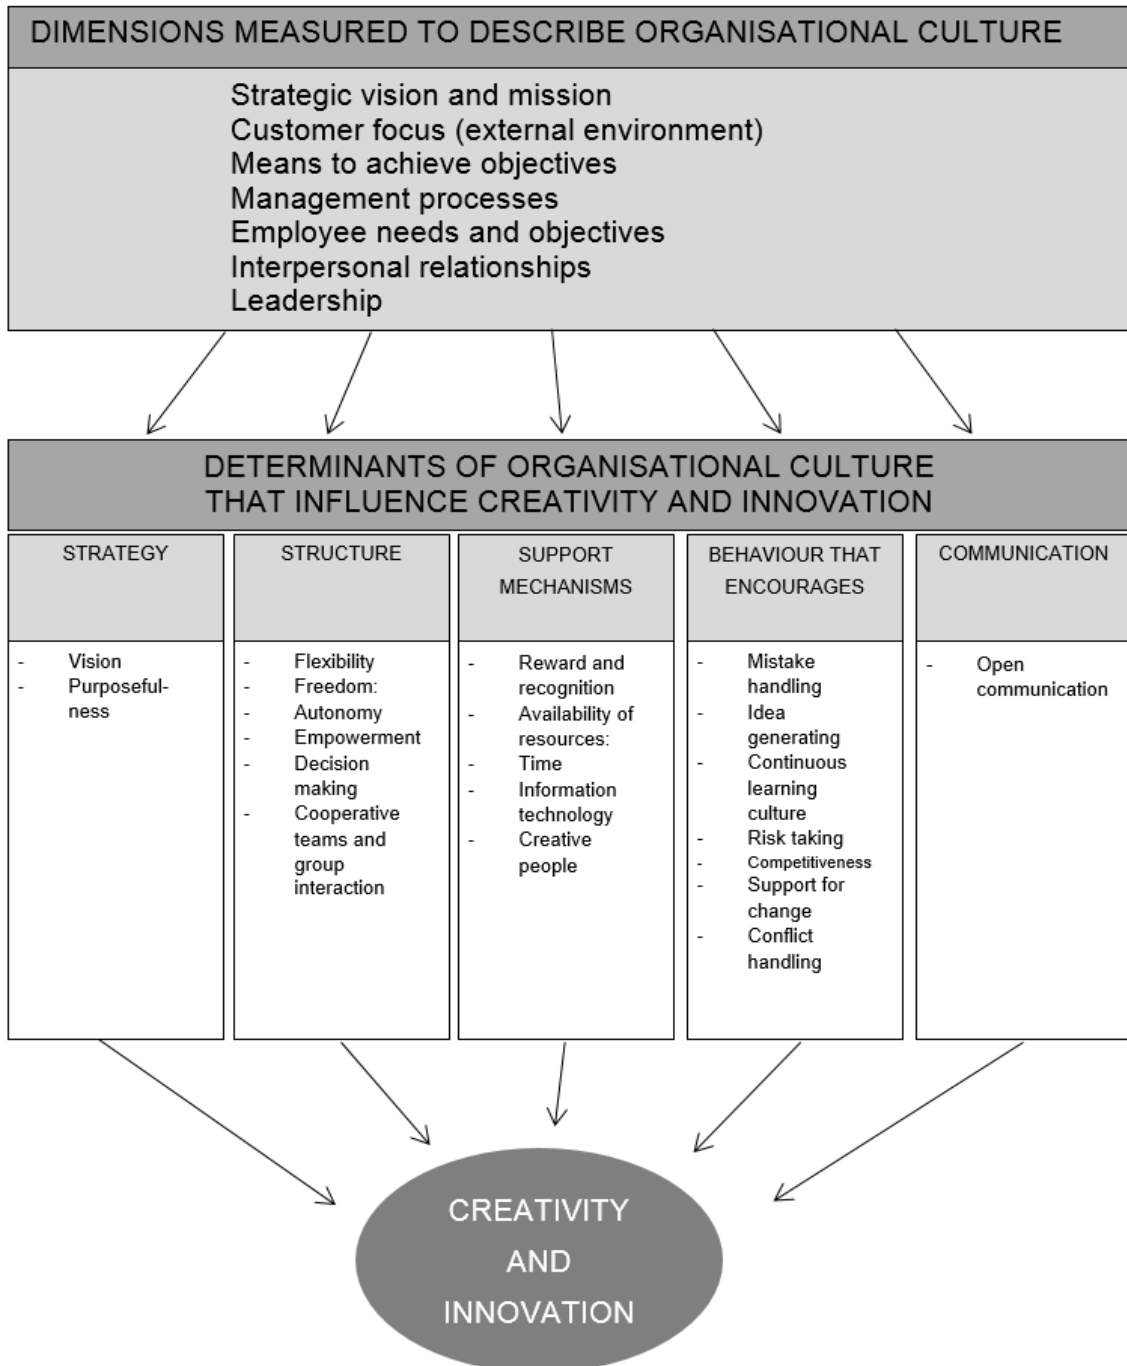 DIMENSIONS MEASURED TO DESCRIBE ORGANISATIONAL CULTURE
Strategic vision and mission
Customer focus (external environment)
Means to achieve objectives
Management processes
Employee needs and objectives
Interpersonal relationships
Leadership
DETERMINANTS OF ORGANISATIONAL CULTURE
THAT INFLUENCE CREATIVITY AND INNOVATION
STRATEGY
- Vision
- Purposeful-
ness
STRUCTURE
- Flexibility
- Freedom:
- Autonomy
- Empowerment
- Decision
making
- Cooperative
teams and
group
interaction
SUPPORT
MECHANISMS
- Reward and
recognition
- Availability of
resources:
- Time
- Information
technology
- Creative
people
BEHAVIOUR THAT
ENCOURAGES
- Mistake
handling
- Idea
generating
- Continuous
learning
culture
- Risk taking
- Competitiveness
- Support for
change
- Conflict
handling
COMMUNICATION
- Open
communication
CREATIVITY
AND
INNOVATION